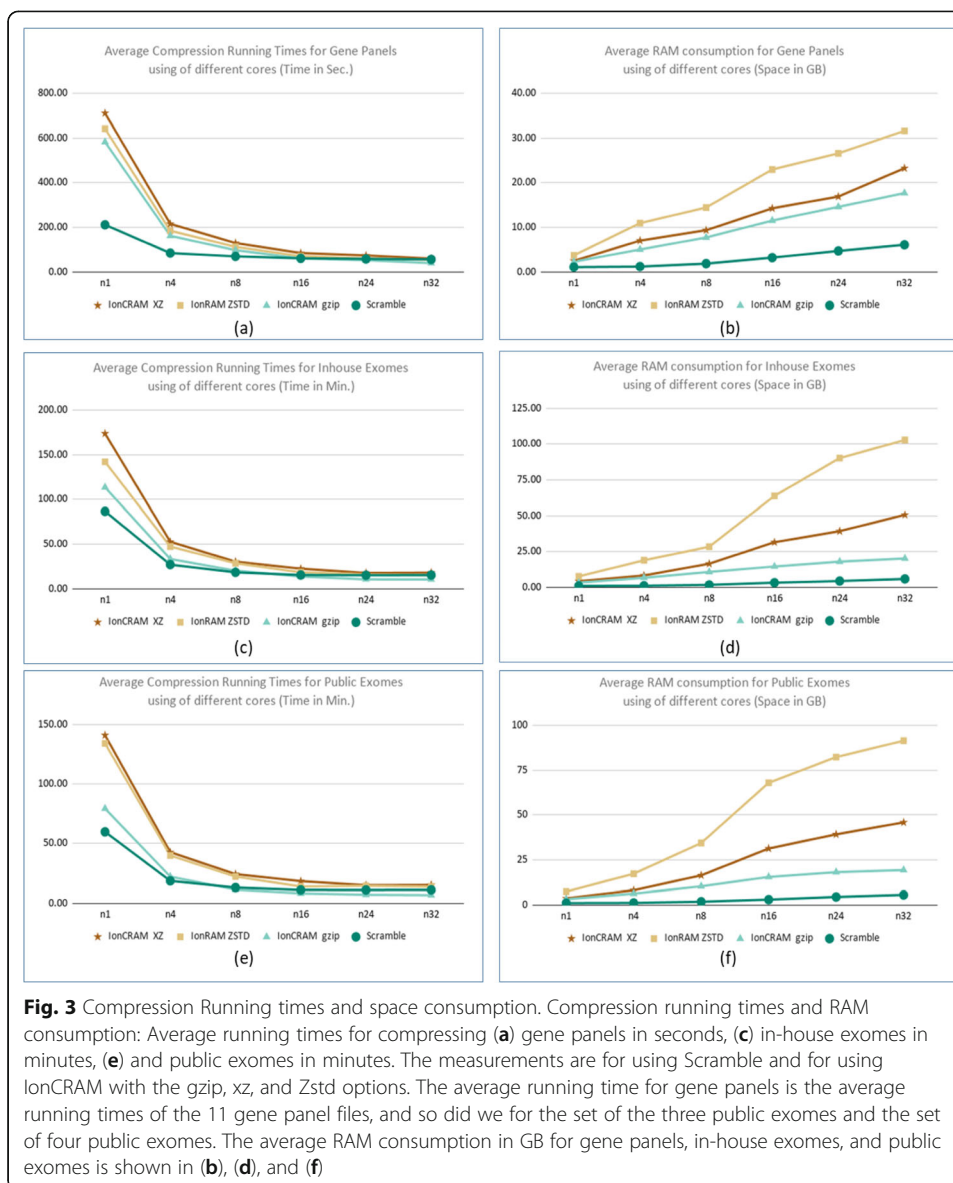 Average Compression Running Times for Gene Panels
using of different cores (Time in Sec.)
800.00
600.00
400.00
200.00
0.00
n1 n4 n8 n16 n24 n32
IonCRAM XZ IonRAM ZSTD IonCRAM gzip Scramble
(a)
Average RAM consumption for Gene Panels
using of different cores (Space in GB)
40.00
30.00
20.00
10.00
0.00
n1 n4 n8 n16 n24 n32
IonCRAM XZ IonRAM ZSTD IonCRAM gzip Scramble
(b)
Average Compression Running Times for Inhouse Exomes
using of different cores (Time in Min.)
200.00
150.00
100.00
50.00
0.00
n1 n4 n8 n16 n24 n32
IonCRAM XZ IonRAM ZSTD IonCRAM gzip Scramble
(c)
Average RAM consumption for Inhouse Exomes
using of different cores (Space in GB)
125.00
100.00
75.00
50.00
25.00
0.00
n1 n4 n8 n16 n24 n32
IonCRAM XZ IonRAM ZSTD IonCRAM gzip Scramble
(d)
Average Compression Running Times for Public Exomes
using of different cores (Time in Min.)
150.00
100.00
50.00
0.00
n1 n4 n8 n16 n24 n32
IonCRAM XZ IonRAM ZSTD IonCRAM gzip Scramble
(e)
Average RAM consumption for Public Exomes
using of different cores (Space in GB)
100
75
50
25
0
n1 n4 n8 n16 n24 n32
IonCRAM XZ IonRAM ZSTD IonCRAM gzip Scramble
(f)
Fig. 3 Compression Running times and space consumption. Compression running times and RAM
consumption: Average running times for compressing (a) gene panels in seconds, (c) in-house exomes in
minutes, (e) and public exomes in minutes. The measurements are for using Scramble and for using
IonCRAM with the gzip, xz, and Zstd options. The average running time for gene panels is the average
running times of the 11 gene panel files, and so did we for the set of the three public exomes and the set
of four public exomes. The average RAM consumption in GB for gene panels, in-house exomes, and public
exomes is shown in (b), (d), and (f)